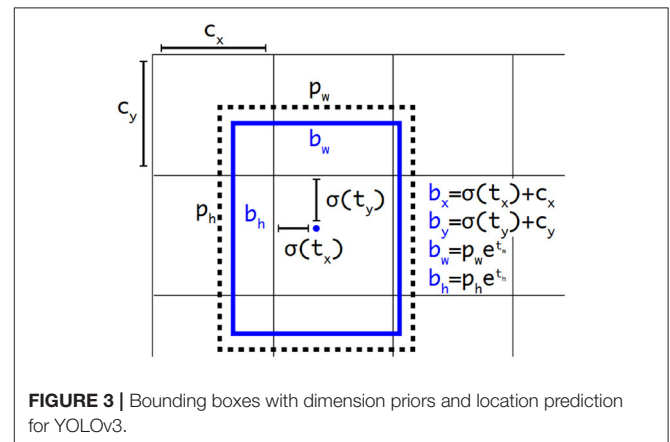 c_x
c_y
p_w
b_w
p_h
b_h
σ(t_y)
σ(t_x)
b_x=σ(t_x)+c_x
b_y=σ(t_y)+c_y
b_w=p_we^{t_w}
b_h=p_he^{t_h}
FIGURE 3 | Bounding boxes with dimension priors and location prediction
for YOLOv3.